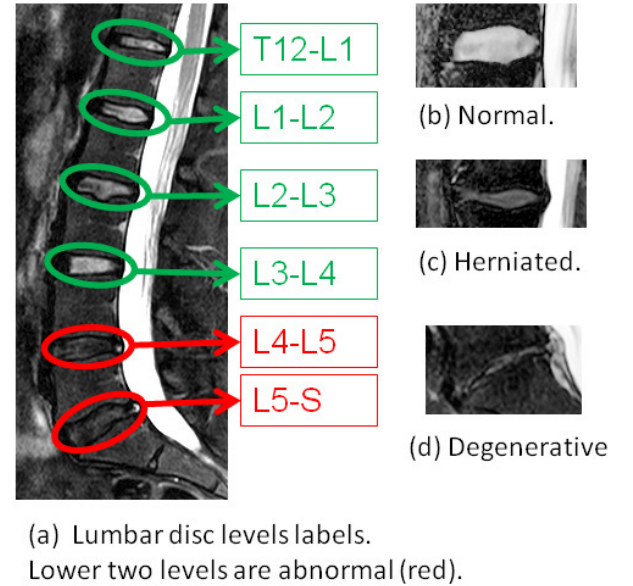 T12-L1
L1-L2
L2-L3
L3-L4
L4-L5
L5-S
(b) Normal.
(c) Herniated.
(d) Degenerative
(a) Lumbar disc levels labels.
Lower two levels are abnormal (red).